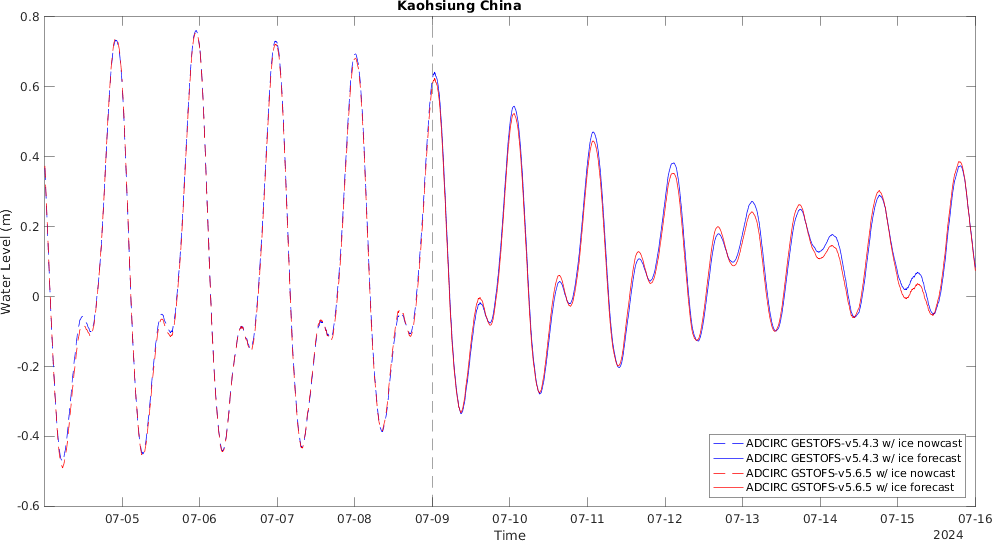 Kaohsiung China
0.8
0.6
0.4
0.2
0
-0.2
-0.4
-0.6
Water Level (m)
07-05 07-06 07-07 07-08 07-09 07-10 07-11 07-12 07-13 07-14 07-15 07-16
Time
2024
ADCIRC GESTOFS-v5.4.3 w/ ice nowcast
ADCIRC GESTOFS-v5.4.3 w/ ice forecast
ADCIRC GSTOFS-v5.6.5 w/ ice nowcast
ADCIRC GSTOFS-v5.6.5 w/ ice forecast